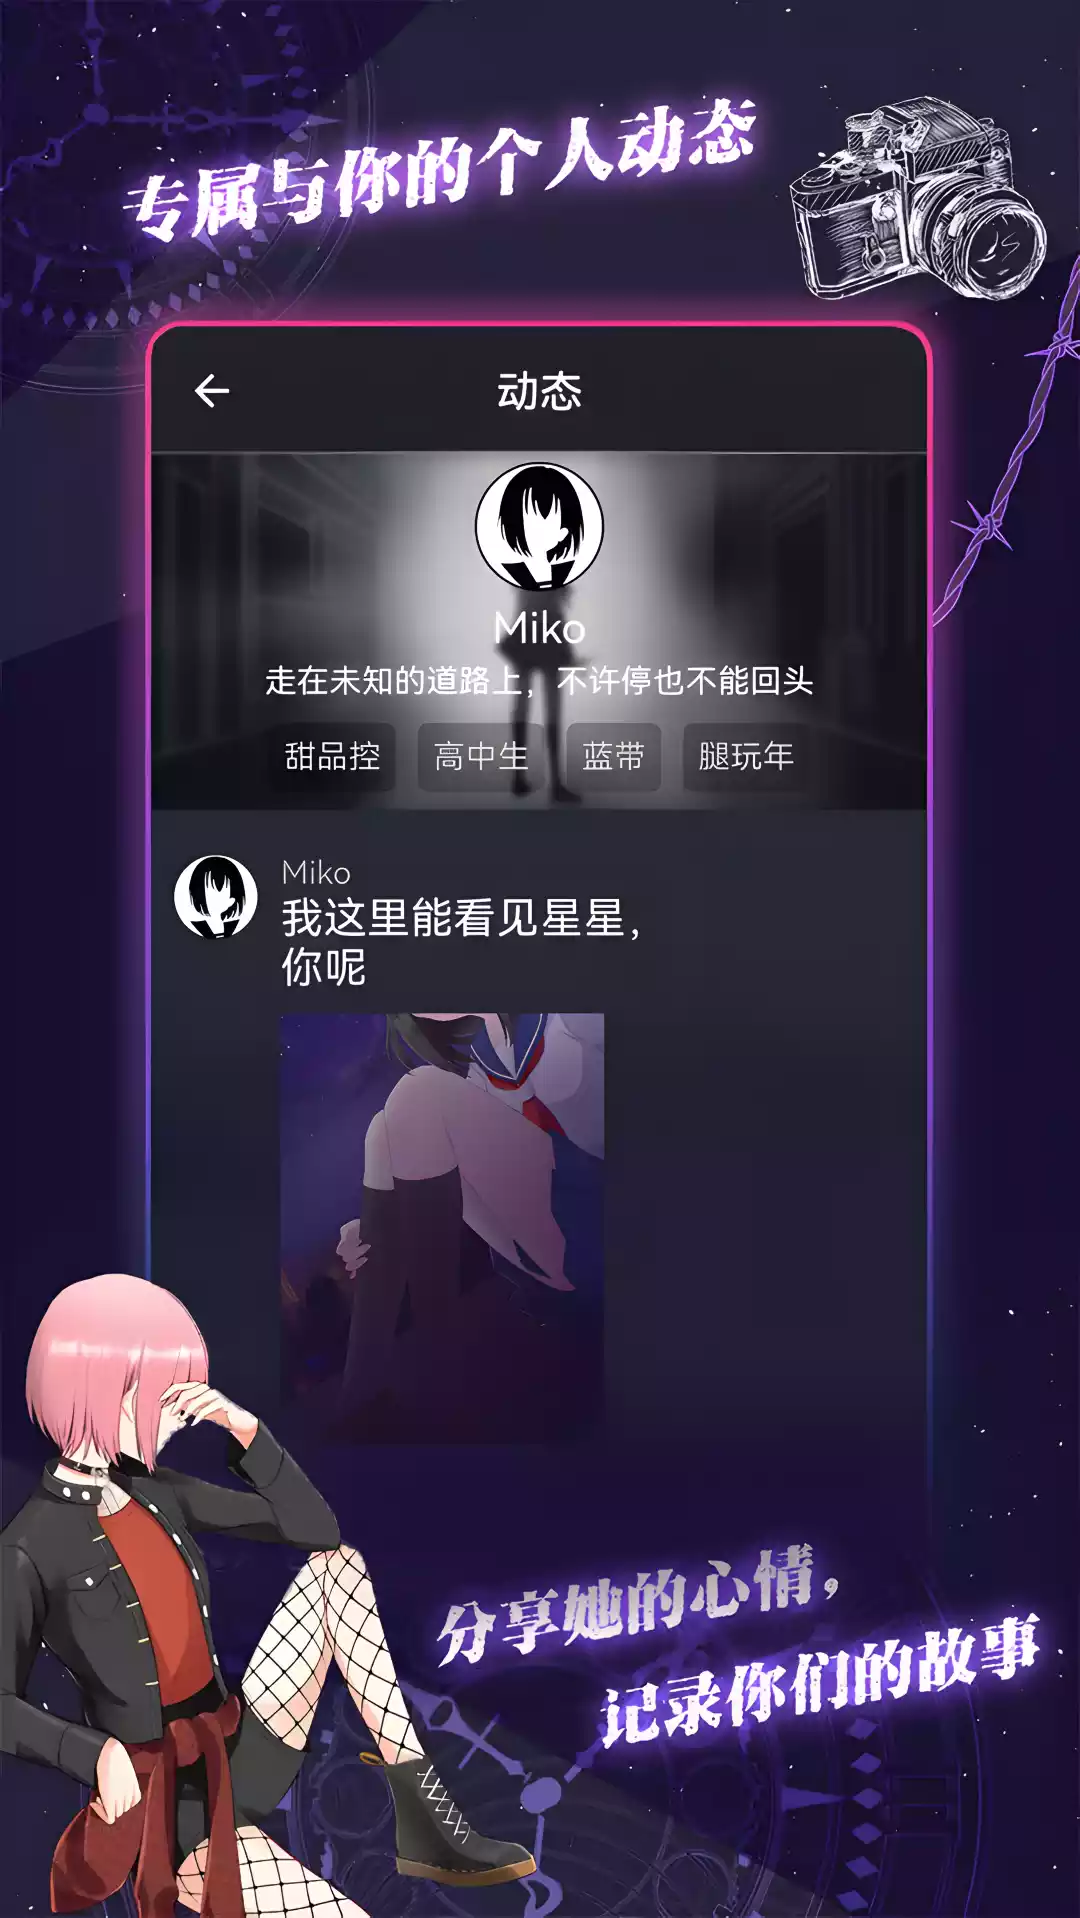 专属与你的个人动态
动态
Miko
走在未知的道路上，不许停也不能回头
甜品控 高中生 蓝带 腿玩年
Miko
我这里能看见星星，
你呢
分享她的心情，
记录你们的故事